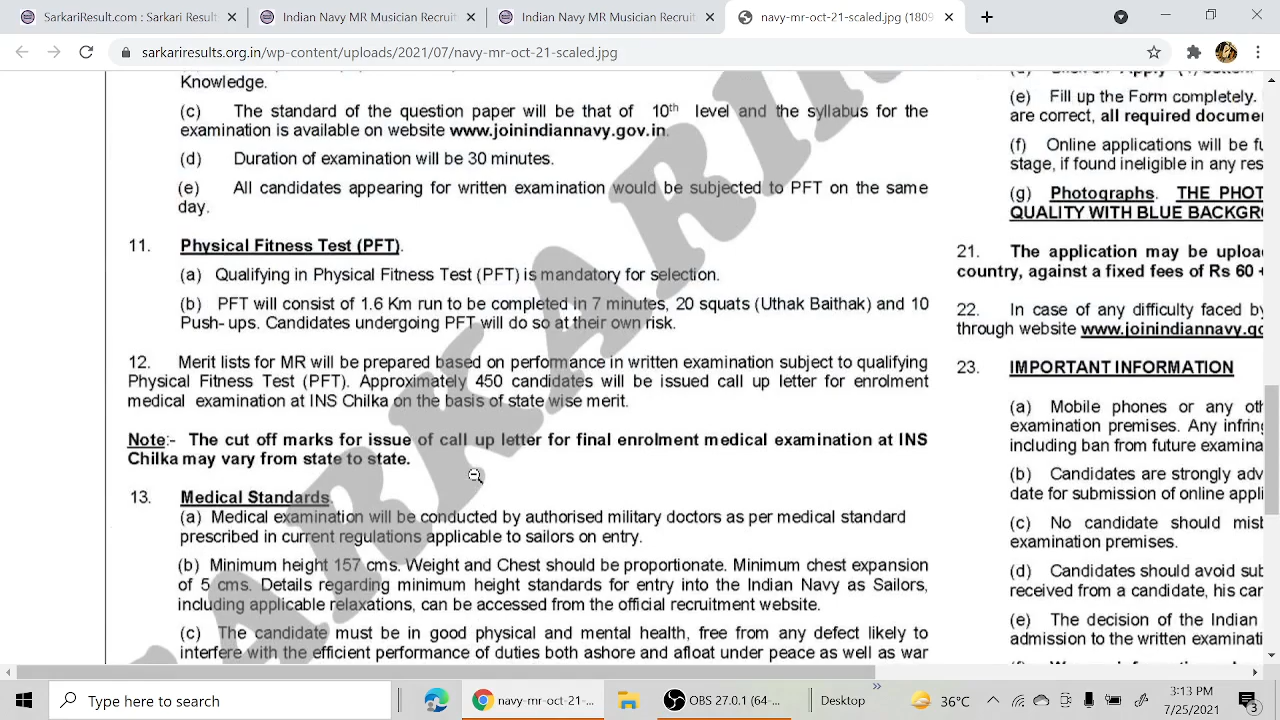 Indian MR Musician Recruit
Indian Navy MR Musician Re
Indian Navy Musician Recruit
navy-mr-oct-21-scaled.jpg (1809
sarkariresults.org.in/wp-content/uploads/2021/07/navy-mr-oct-21-scaled.jpg
Knowledge.
(c) The standard of the question paper will be that of 10th level and the syllabus for the
examination is available on website www.joinindiannavy.gov.in.
(d) Duration of examination will be 30 minutes.
(e) All candidates appearing for written examination would be subjected to PFT on the same
day.
11. Physical Fitness Test (PFT).
(a) Qualifying in Physical Fitness Test (PFT) is mandatory for selection.
(b) PFT will consist of 1.6 Km run to be completed in 7 minutes, 20 squats (Uthak Baithak) and 10
Push- ups. Candidates undergoing PFT will do so at their own risk.
12. Merit lists for MR will be prepared based on performance in written examination subject to qualifying
Physical Fitness Test (PFT). Approximately 450 candidates will be issued call up letter for enrolment
medical examination at INS Chilka on the basis of state wise merit.
Note:- The cut off marks for issue of call up letter for final enrolment medical examination at INS
Chilka may vary from state to state.
13. Medical Standards.
(a) Medical examination will be conducted by authorised military doctors as per medical standard
prescribed in current regulations applicable to sailors on entry.
(b) Minimum height 157 cms. Weight and Chest should be proportionate. Minimum chest expansion
of 5 cms. Details regarding minimum height standards for entry into the Indian Navy as Sailors,
including applicable relaxations, can be accessed from the official recruitment website.
(c) The candidate must be in good physical and mental health, free from any defect likely to
interfere with the efficient performance of duties both ashore and afloat under peace as well as war
(e) Fill up the Form completely.
are correct, all required docume
(f) Online applications will be fu
stage, if found ineligible in any res
(g) Photographs. THE PHOT
QUALITY WITH BLUE BACKGR
21. The application may be uploa
country, against a fixed fees of Rs 60 +
22. In case of any difficulty faced by
through website www.joinindiannavy.go
23. IMPORTANT INFORMATION
(a) Mobile phones or any oth
examination premises. Any infring
including ban from future examina
(b) Candidates are strongly adv
date for submission of online appli
(c) No candidate should misb
examination premises.
(d) Candidates should avoid sub
received from a candidate, his can
(e) The decision of the Indian
admission to the written examinati
Type here to search
navy-mr-oct-21-...
OBS 27.0.1 (64-...
Desktop
36°C
3:13 PM
7/25/2021
3